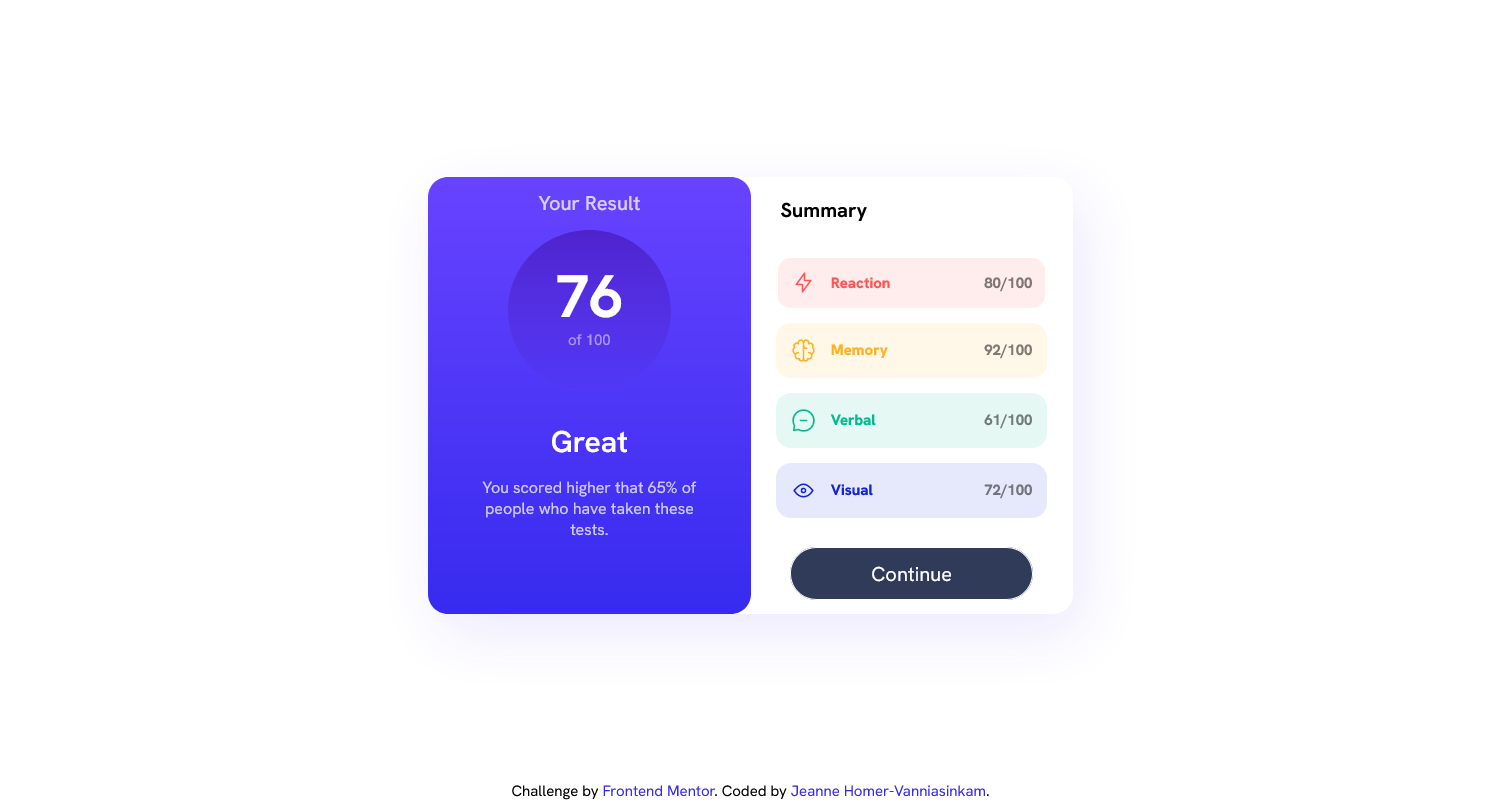 Your Result
76
of 100
Great
You scored higher that 65% of
people who have taken these
tests.
Summary
Reaction 80/100
Memory 92/100
Verbal 61/100
Visual 72/100
Continue
Challenge by Frontend Mentor. Coded by Jeanne Homer-Vanniasinkam.